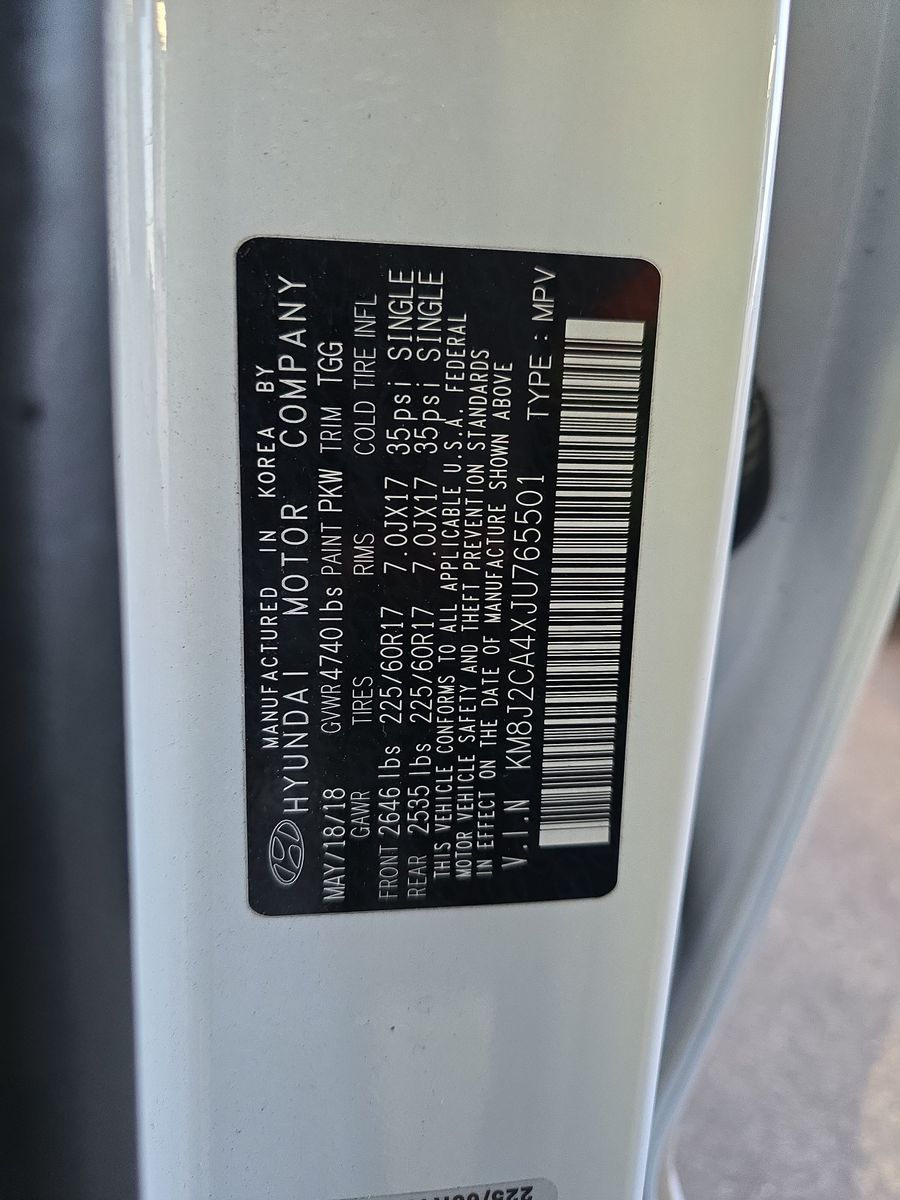 MANUFACTURED IN KOREA BY
HYUNDAI MOTOR COMPANY
MAY/18/18 GVWR 4740lbs PAINT PKW TRIM TGG
GAWR TIRES RIMS COLD TIRE INFL
FRONT 2646lbs 225/60R17 7.0JX17 35psi SINGLE
REAR 2535lbs 225/60R17 7.0JX17 35psi SINGLE
THIS VEHICLE CONFORMS TO ALL APPLICABLE U.S.A. FEDERAL
MOTOR VEHICLE SAFETY AND THEFT PREVENTION STANDARDS
IN EFFECT ON THE DATE OF MANUFACTURE SHOWN ABOVE
V.I.N KM8J2CA4XJU765501 TYPE : MPV